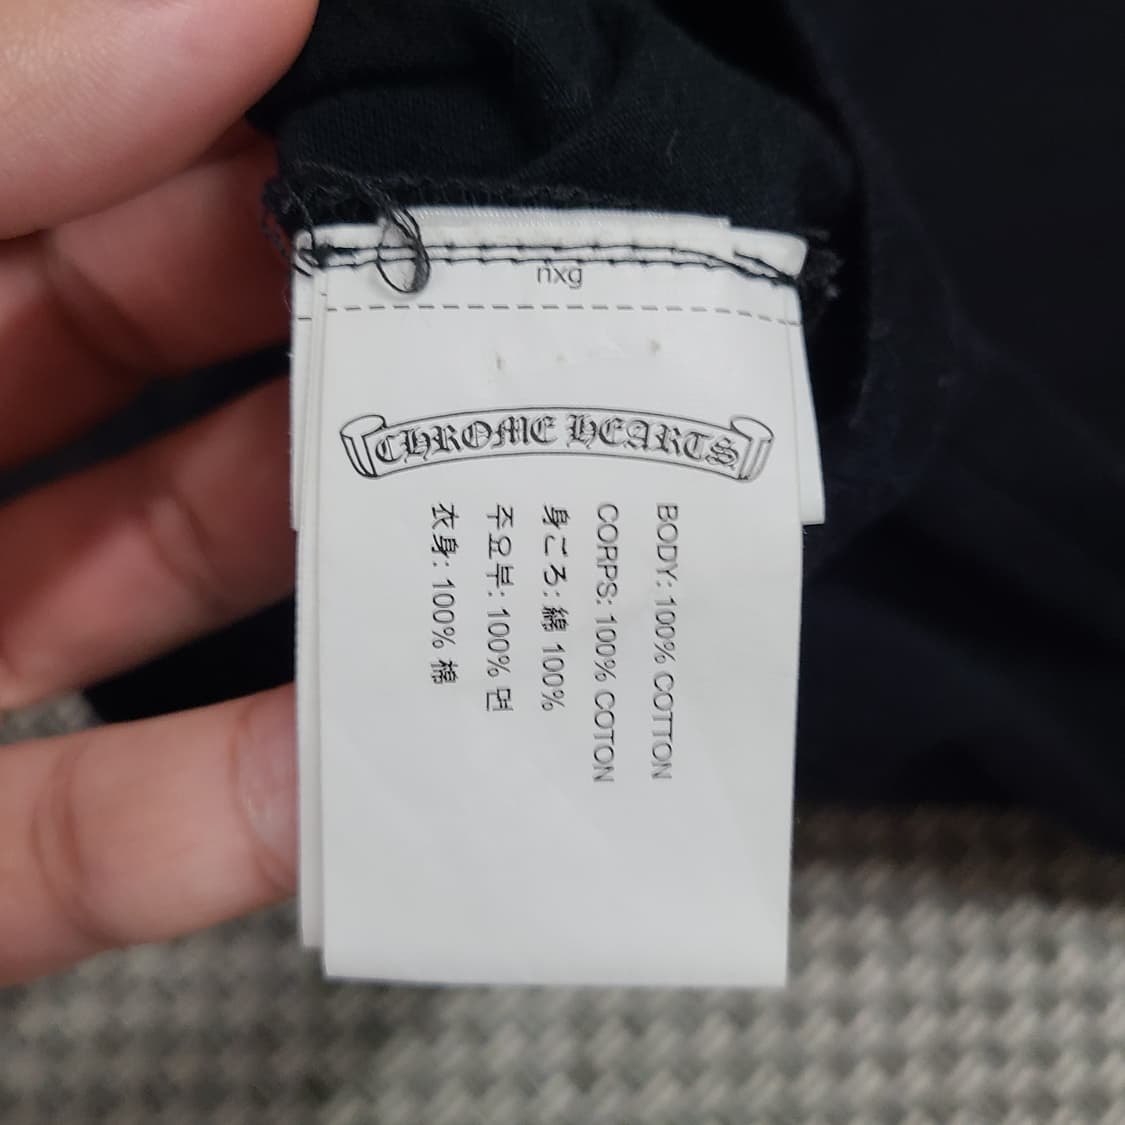 nxg
CHROME HEARTS
BODY: 100% COTTON
CORPS: 100% COTON
身ごろ: 綿 100%
주요부: 100% 면
衣身: 100% 棉